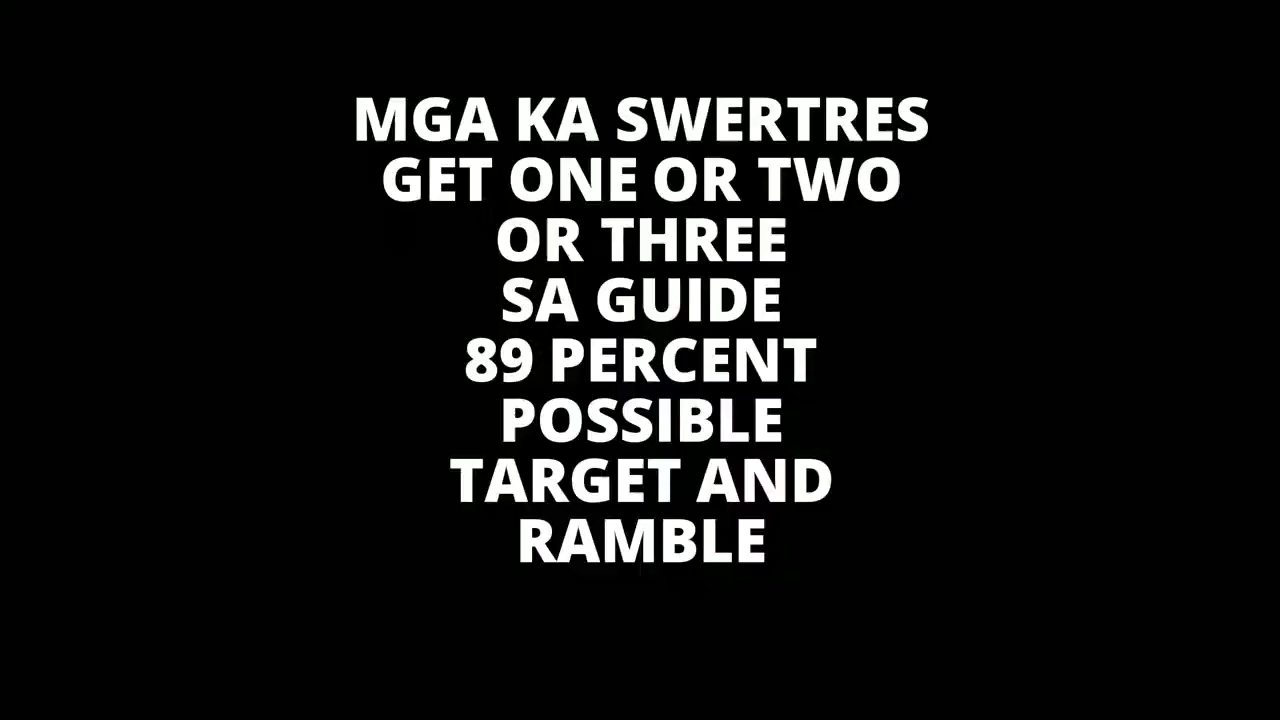 MGA KA SWERTRES
GET ONE OR TWO
OR THREE
SA GUIDE
89 PERCENT
POSSIBLE
TARGET AND
RAMBLE